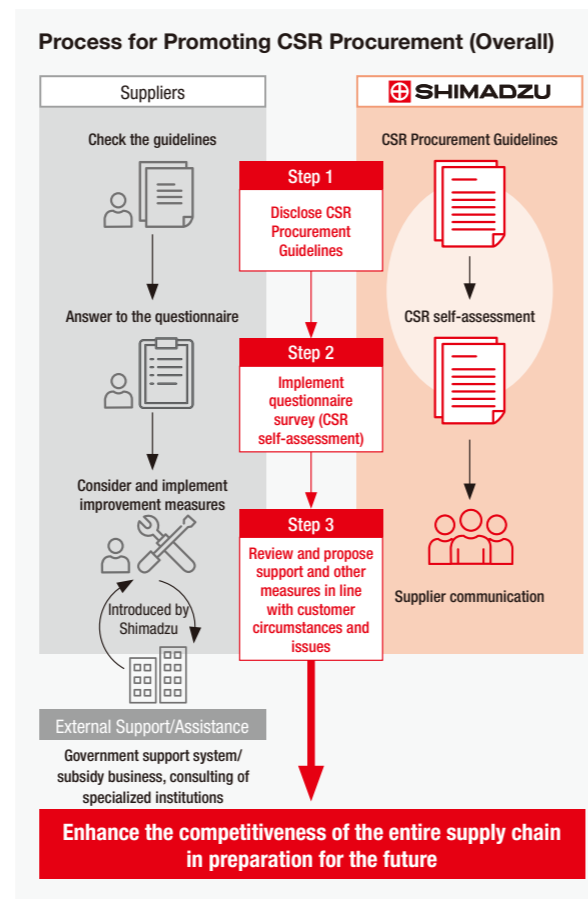 Process for Promoting CSR Procurement (Overall)
Suppliers
SHIMADZU
Check the guidelines
CSR Procurement Guidelines
Step 1
Disclose CSR
Procurement
Guidelines
Answer to the questionnaire
CSR self-assessment
Step 2
Implement
questionnaire
survey (CSR
self-assessment)
Consider and implement
improvement measures
Step 3
Review and propose
support and other
measures in line
with customer
circumstances and
issues
Supplier communication
Introduced by
Shimadzu
External Support/Assistance
Government support system/
subsidy business, consulting of
specialized institutions
Enhance the competitiveness of the entire supply chain
in preparation for the future